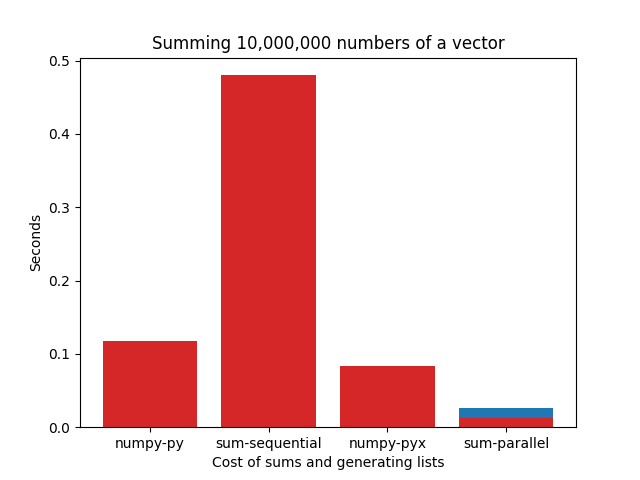 Summing 10,000,000 numbers of a vector
0.5
0.4
0.3
0.2
0.1
0.0
Seconds
numpy-py sum-sequential numpy-pyx sum-parallel
Cost of sums and generating lists